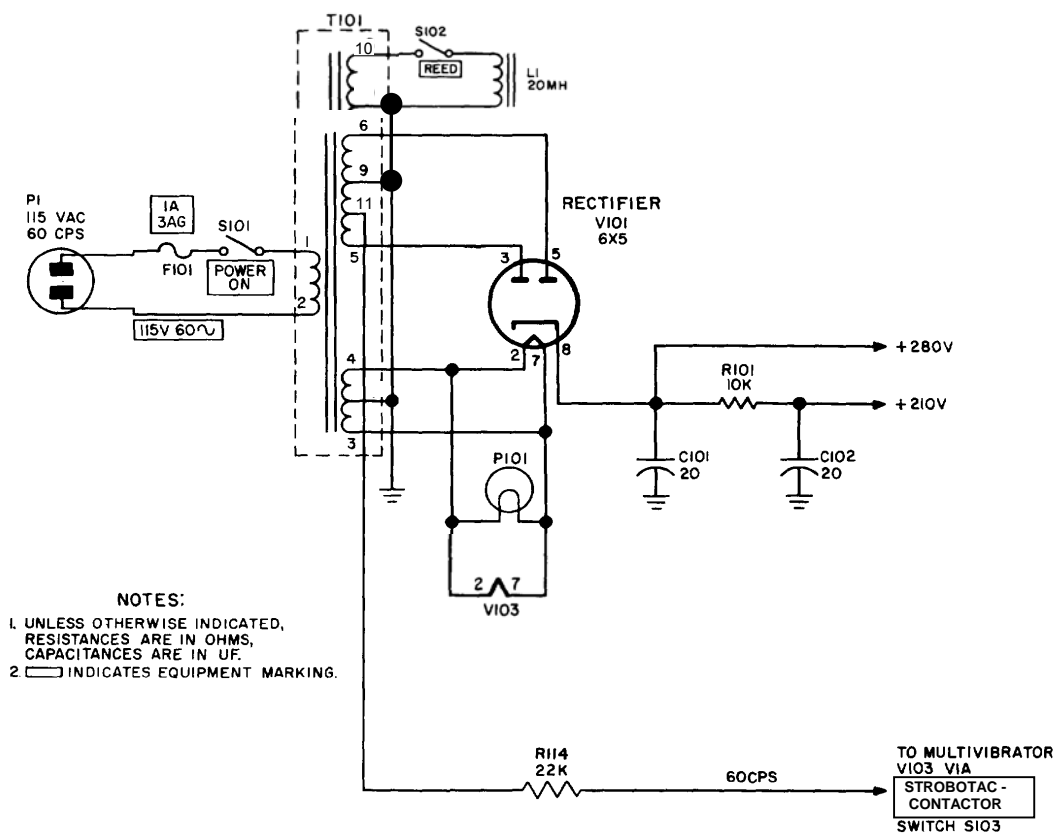 T101
10
S102
REED
L1
20MH
6
9
11
5
P1
115 VAC
60 CPS
1A
3AG
F101
S101
POWER
ON
1
2
115V 60∿
RECTIFIER
V101
6X5
3
5
2
7
8
4
3
+280V
R101
10K
+210V
C101
20
C102
20
P101
2
7
V103
NOTES:
1. UNLESS OTHERWISE INDICATED,
RESISTANCES ARE IN OHMS,
CAPACITANCES ARE IN UF.
2. INDICATES EQUIPMENT MARKING.
R114
22K
60CPS
TO MULTIVIBRATOR
V103 VIA
STROBOTAC -
CONTACTOR
SWITCH S103